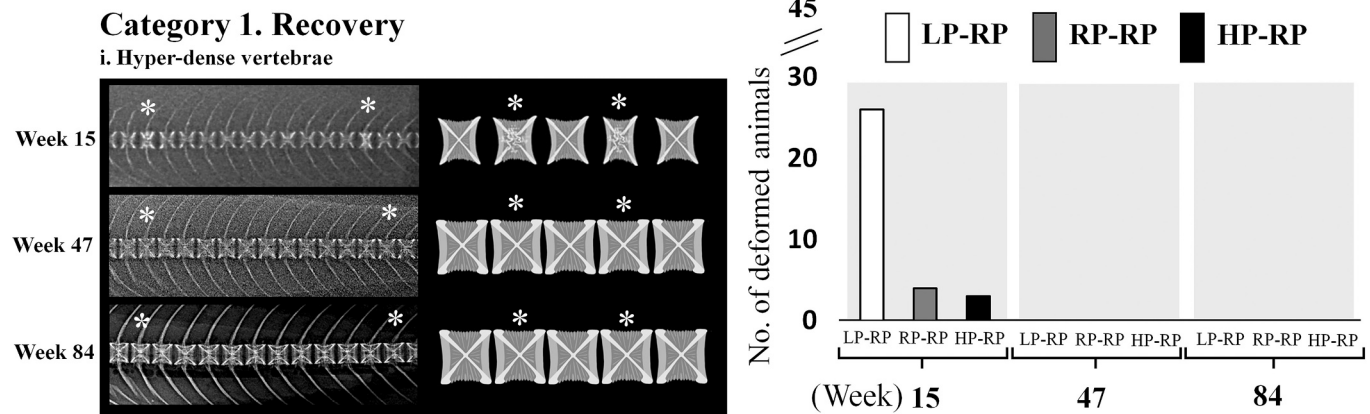 Category 1. Recovery
i. Hyper-dense vertebrae
Week 15
*
*
*
*
Week 47
*
*
*
*
Week 84
*
*
*
*
LP-RP
RP-RP
HP-RP
No. of deformed animals
45
30
20
10
0
LP-RP RP-RP HP-RP LP-RP RP-RP HP-RP LP-RP RP-RP HP-RP
(Week) 15 47 84